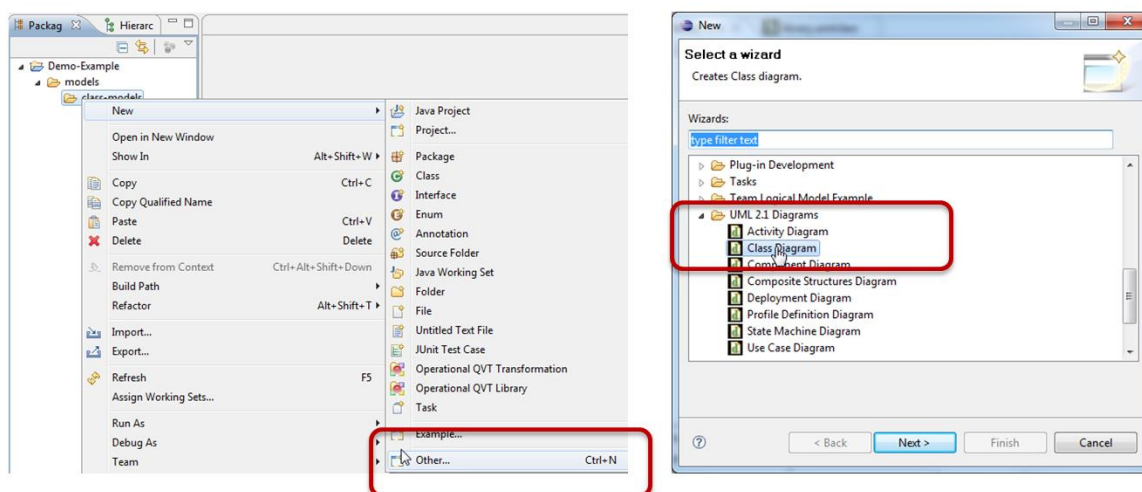 Packag
Hierarc
Demo-Example
models
class-models
New
Open in New Window
Show In Alt+Shift+W
Copy Ctrl+C
Copy Qualified Name
Paste Ctrl+V
Delete Delete
Remove from Context Ctrl+Alt+Shift+Down
Build Path
Refactor Alt+Shift+T
Import...
Export...
Refresh F5
Assign Working Sets...
Run As
Debug As
Team
Java Project
Project...
Package
Class
Interface
Enum
Annotation
Source Folder
Java Working Set
Folder
File
Untitled Text File
JUnit Test Case
Operational QVT Transformation
Operational QVT Library
Task
Example...
Other... Ctrl+N
New
Select a wizard
Creates Class diagram.
Wizards:
type filter text
Plug-in Development
Tasks
Team Logical Model Example
UML 2.1 Diagrams
Activity Diagram
Class Diagram
Component Diagram
Composite Structures Diagram
Deployment Diagram
Profile Definition Diagram
State Machine Diagram
Use Case Diagram
< Back
Next >
Finish
Cancel